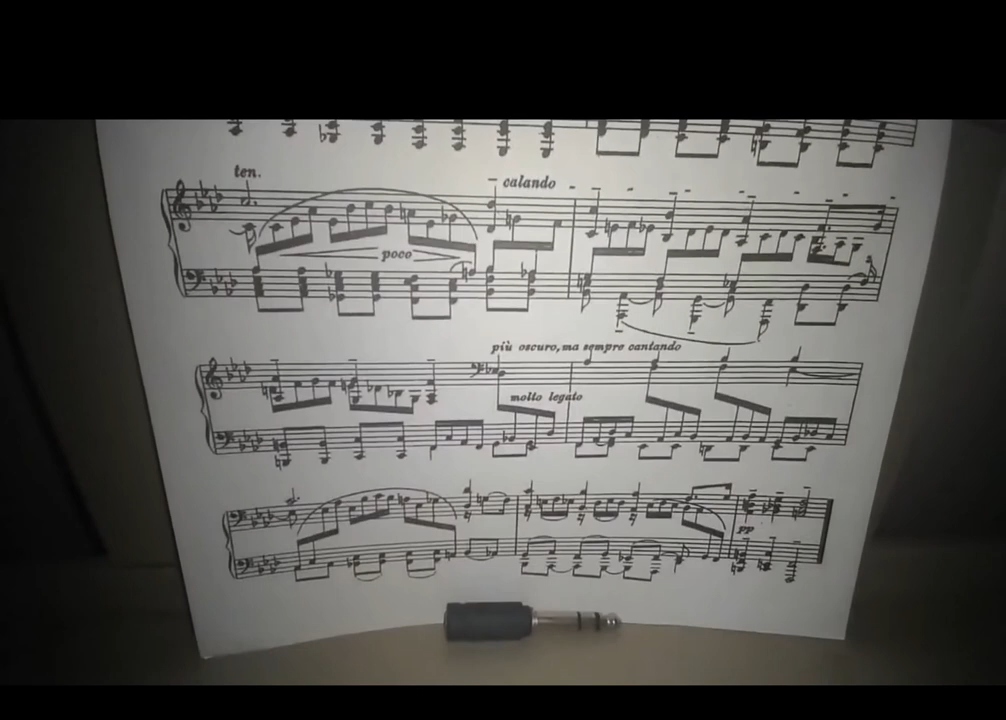 ten.
calando
poco
più oscuro, ma sempre cantando
molto legato
pp